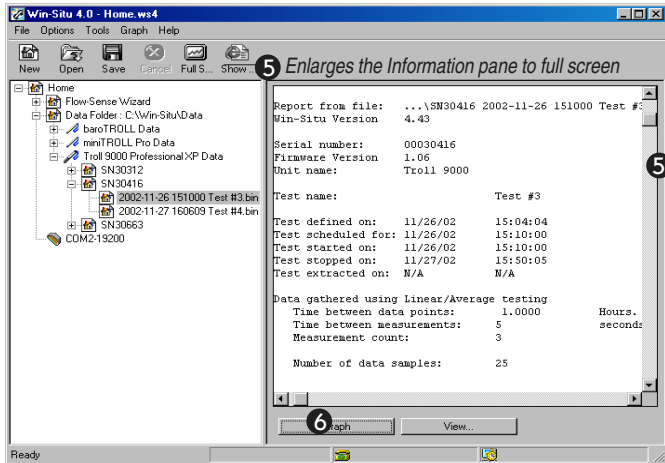 Win-Situ 4.0 - Home.ws4
File Options Tools Graph Help
New Open Save Cancel Full S... Show ...
5 Enlarges the Information pane to full screen
Home
Flow-Sense Wizard
Data Folder : C:\Win-Situ\Data
baroTROLL Data
miniTROLL Pro Data
Troll 9000 Professional XP Data
SN30312
SN30416
2002-11-26 151000 Test #3.bin
2002-11-27 160609 Test #4.bin
SN30663
COM2-19200
Report from file: ...\SN30416 2002-11-26 151000 Test #3
Win-Situ Version 4.43
Serial number: 00030416
Firmware Version 1.06
Unit name: Troll 9000
Test name: Test #3
Test defined on: 11/26/02 15:04:04
Test scheduled for: 11/26/02 15:10:00
Test started on: 11/26/02 15:10:00
Test stopped on: 11/27/02 15:50:05
Test extracted on: N/A N/A
Data gathered using Linear/Average testing
Time between data points: 1.0000 Hours.
Time between measurements: 5 seconds
Measurement count: 3
Number of data samples: 25
5
6 raph View...
Ready